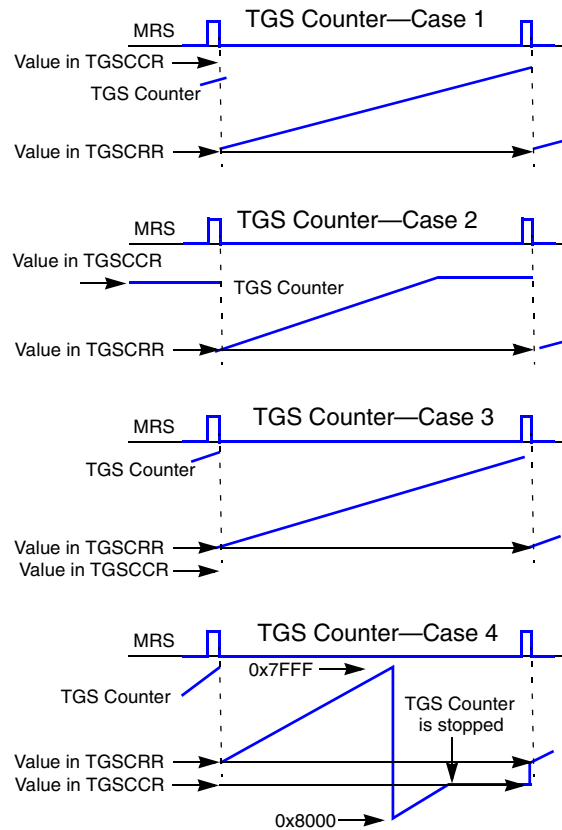 TGS Counter—Case 1
MRS
Value in TGSCCR
TGS Counter
Value in TGSCRR
TGS Counter—Case 2
MRS
Value in TGSCCR
TGS Counter
Value in TGSCRR
TGS Counter—Case 3
MRS
TGS Counter
Value in TGSCRR
Value in TGSCCR
TGS Counter—Case 4
MRS
0x7FFF
TGS Counter
TGS Counter
is stopped
Value in TGSCRR
Value in TGSCCR
0x8000